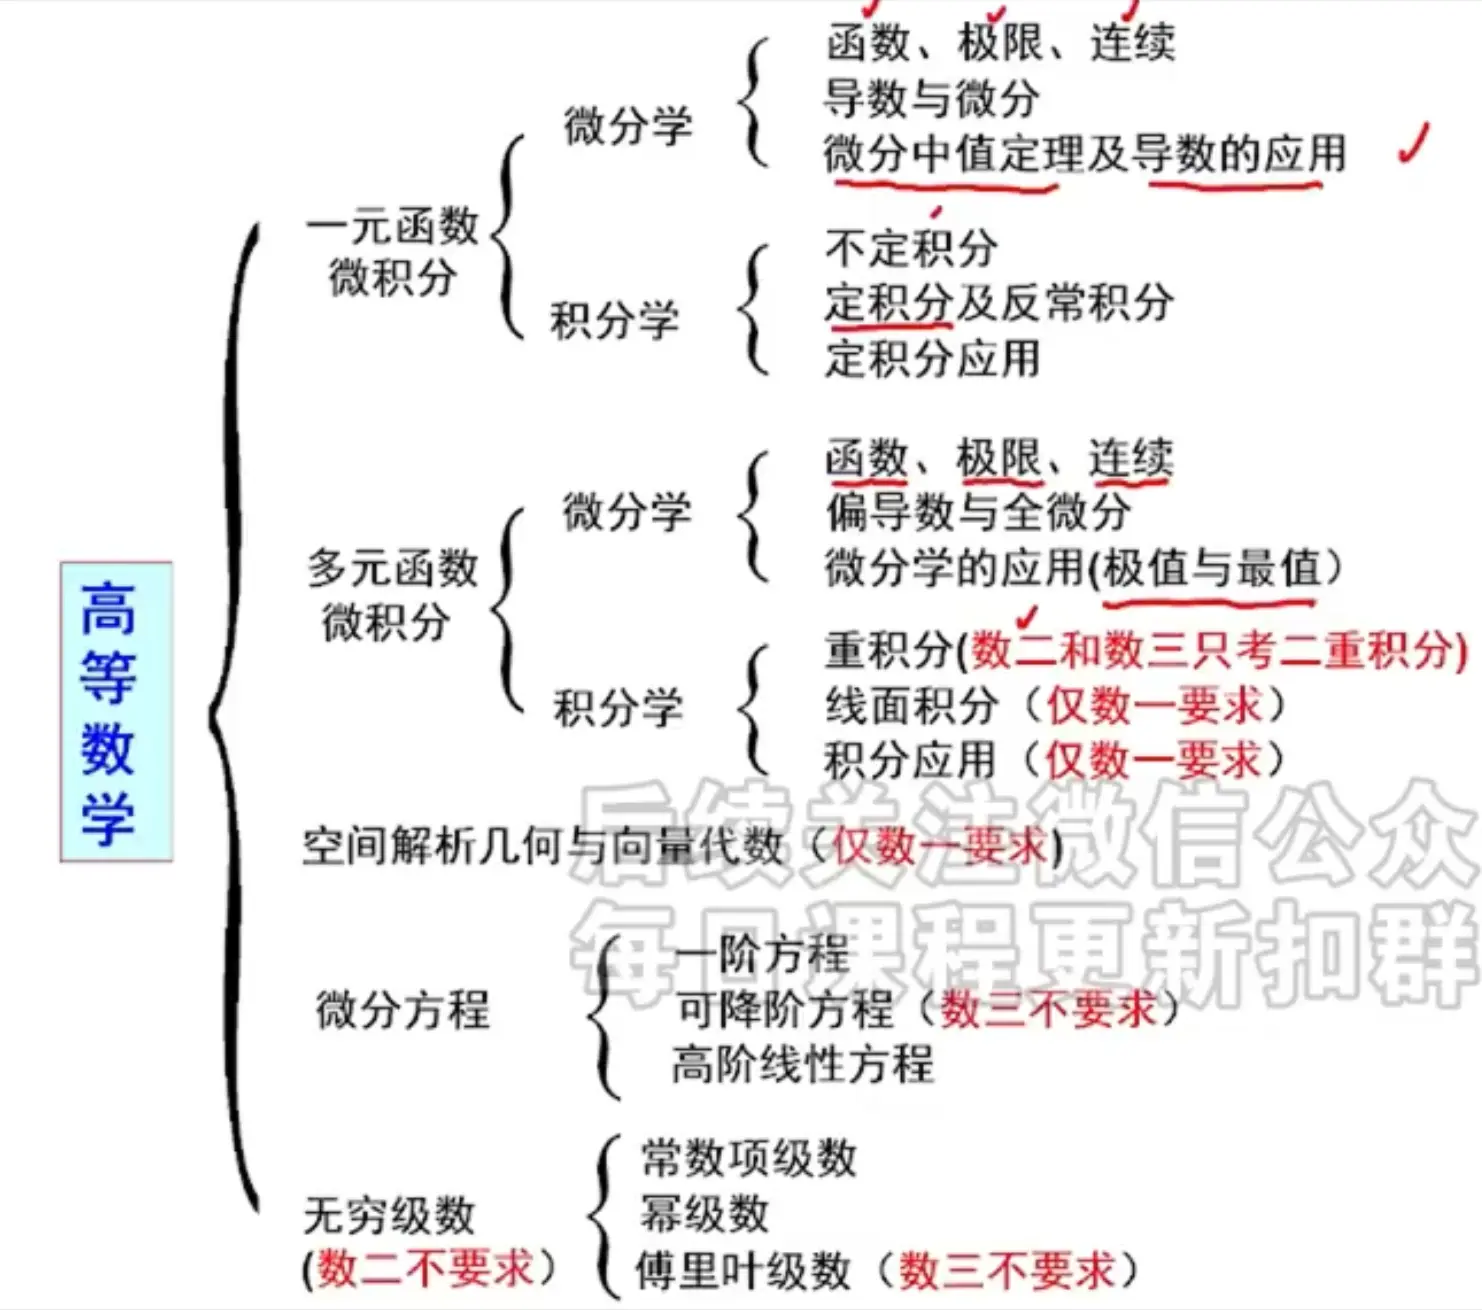 函数、极限、连续
导数与微分
微分学
微分中值定理及导数的应用
一元函数
微积分
不定积分
定积分及反常积分
积分学
定积分应用
函数、极限、连续
微分学
偏导数与全微分
多元函数
微积分
微分学的应用(极值与最值）
重积分(数二和数三只考二重积分)
积分学
线面积分（仅数一要求）
积分应用（仅数一要求）
高等数学
后续关注微信公众
空间解析几何与向量代数（仅数一要求)
每日课程更新扣群
一阶方程
微分方程
可降阶方程（数三不要求）
高阶线性方程
常数项级数
无穷级数
幂级数
(数二不要求）
傅里叶级数（数三不要求）